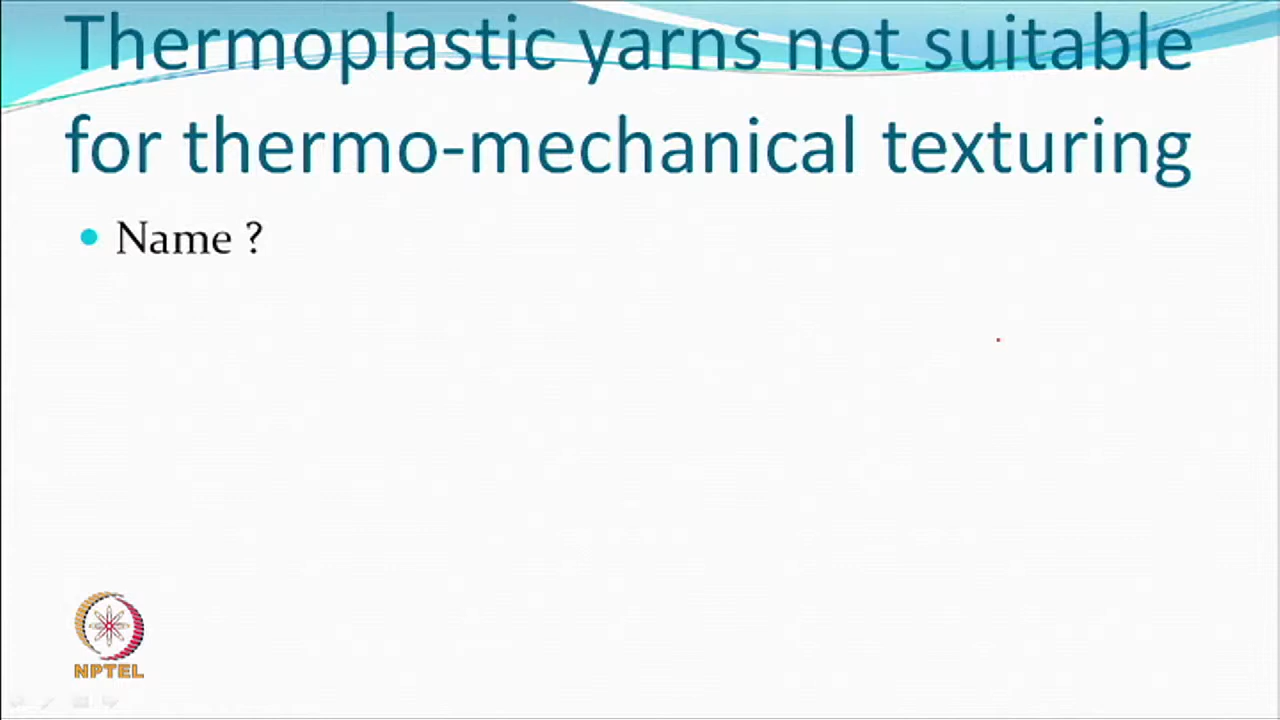 Thermoplastic yarns not suitable
for thermo-mechanical texturing
Name ?
NPTEL